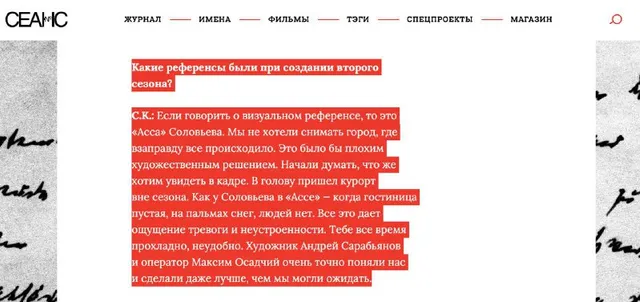 СЕАНС
ЖУРНАЛ — ИМЕНА — ФИЛЬМЫ — ТЭГИ — СПЕЦПРОЕКТЫ — МАГАЗИН
Какие референсы были при создании второго
сезона?
С.К.: Если говорить о визуальном референсе, то это
«Асса» Соловьева. Мы не хотели снимать город, где
взаправду все происходило. Это было бы плохим
художественным решением. Начали думать, что же
хотим увидеть в кадре. В голову пришел курорт
вне сезона. Как у Соловьева в «Ассе» — когда гостиница
пустая, на пальмах снег, людей нет. Все это дает
ощущение тревоги и неустроенности. Тебе все время
прохладно, неудобно. Художник Андрей Сарабьянов
и оператор Максим Осадчий очень точно поняли нас
и сделали даже лучше, чем мы могли ожидать.